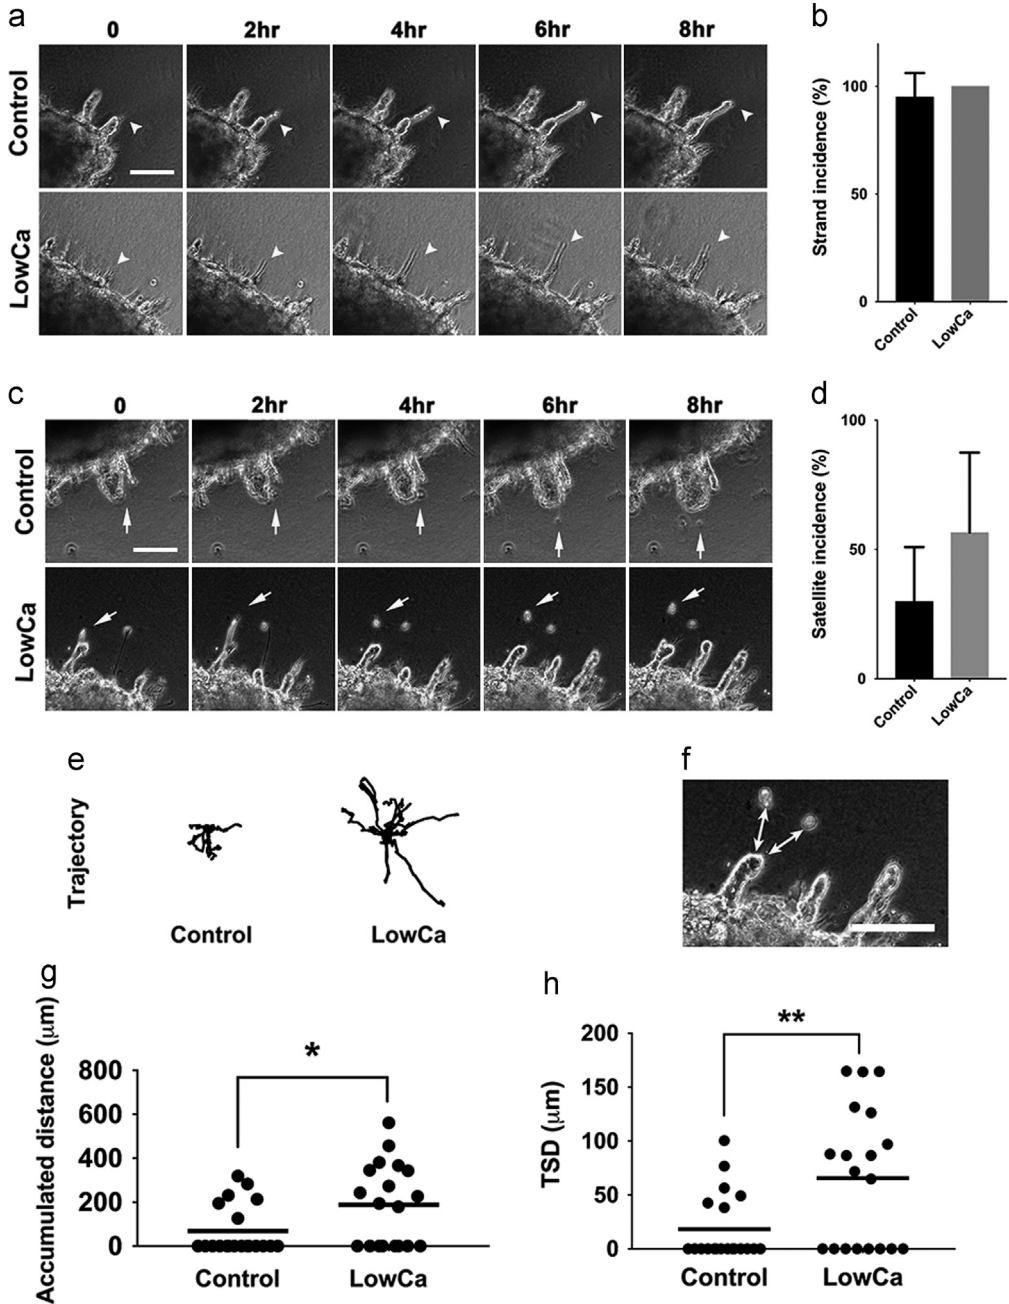 a
0 2hr 4hr 6hr 8hr
Control
LowCa
b
Strand incidence (%)
100
50
0
Control LowCa
c
0 2hr 4hr 6hr 8hr
Control
LowCa
d
Satellite incidence (%)
100
50
0
Control LowCa
e
Trajectory
Control LowCa
f
g
Accumulated distance (μm)
800
600
400
200
0
*
Control LowCa
h
TSD (μm)
200
150
100
50
0
**
Control LowCa